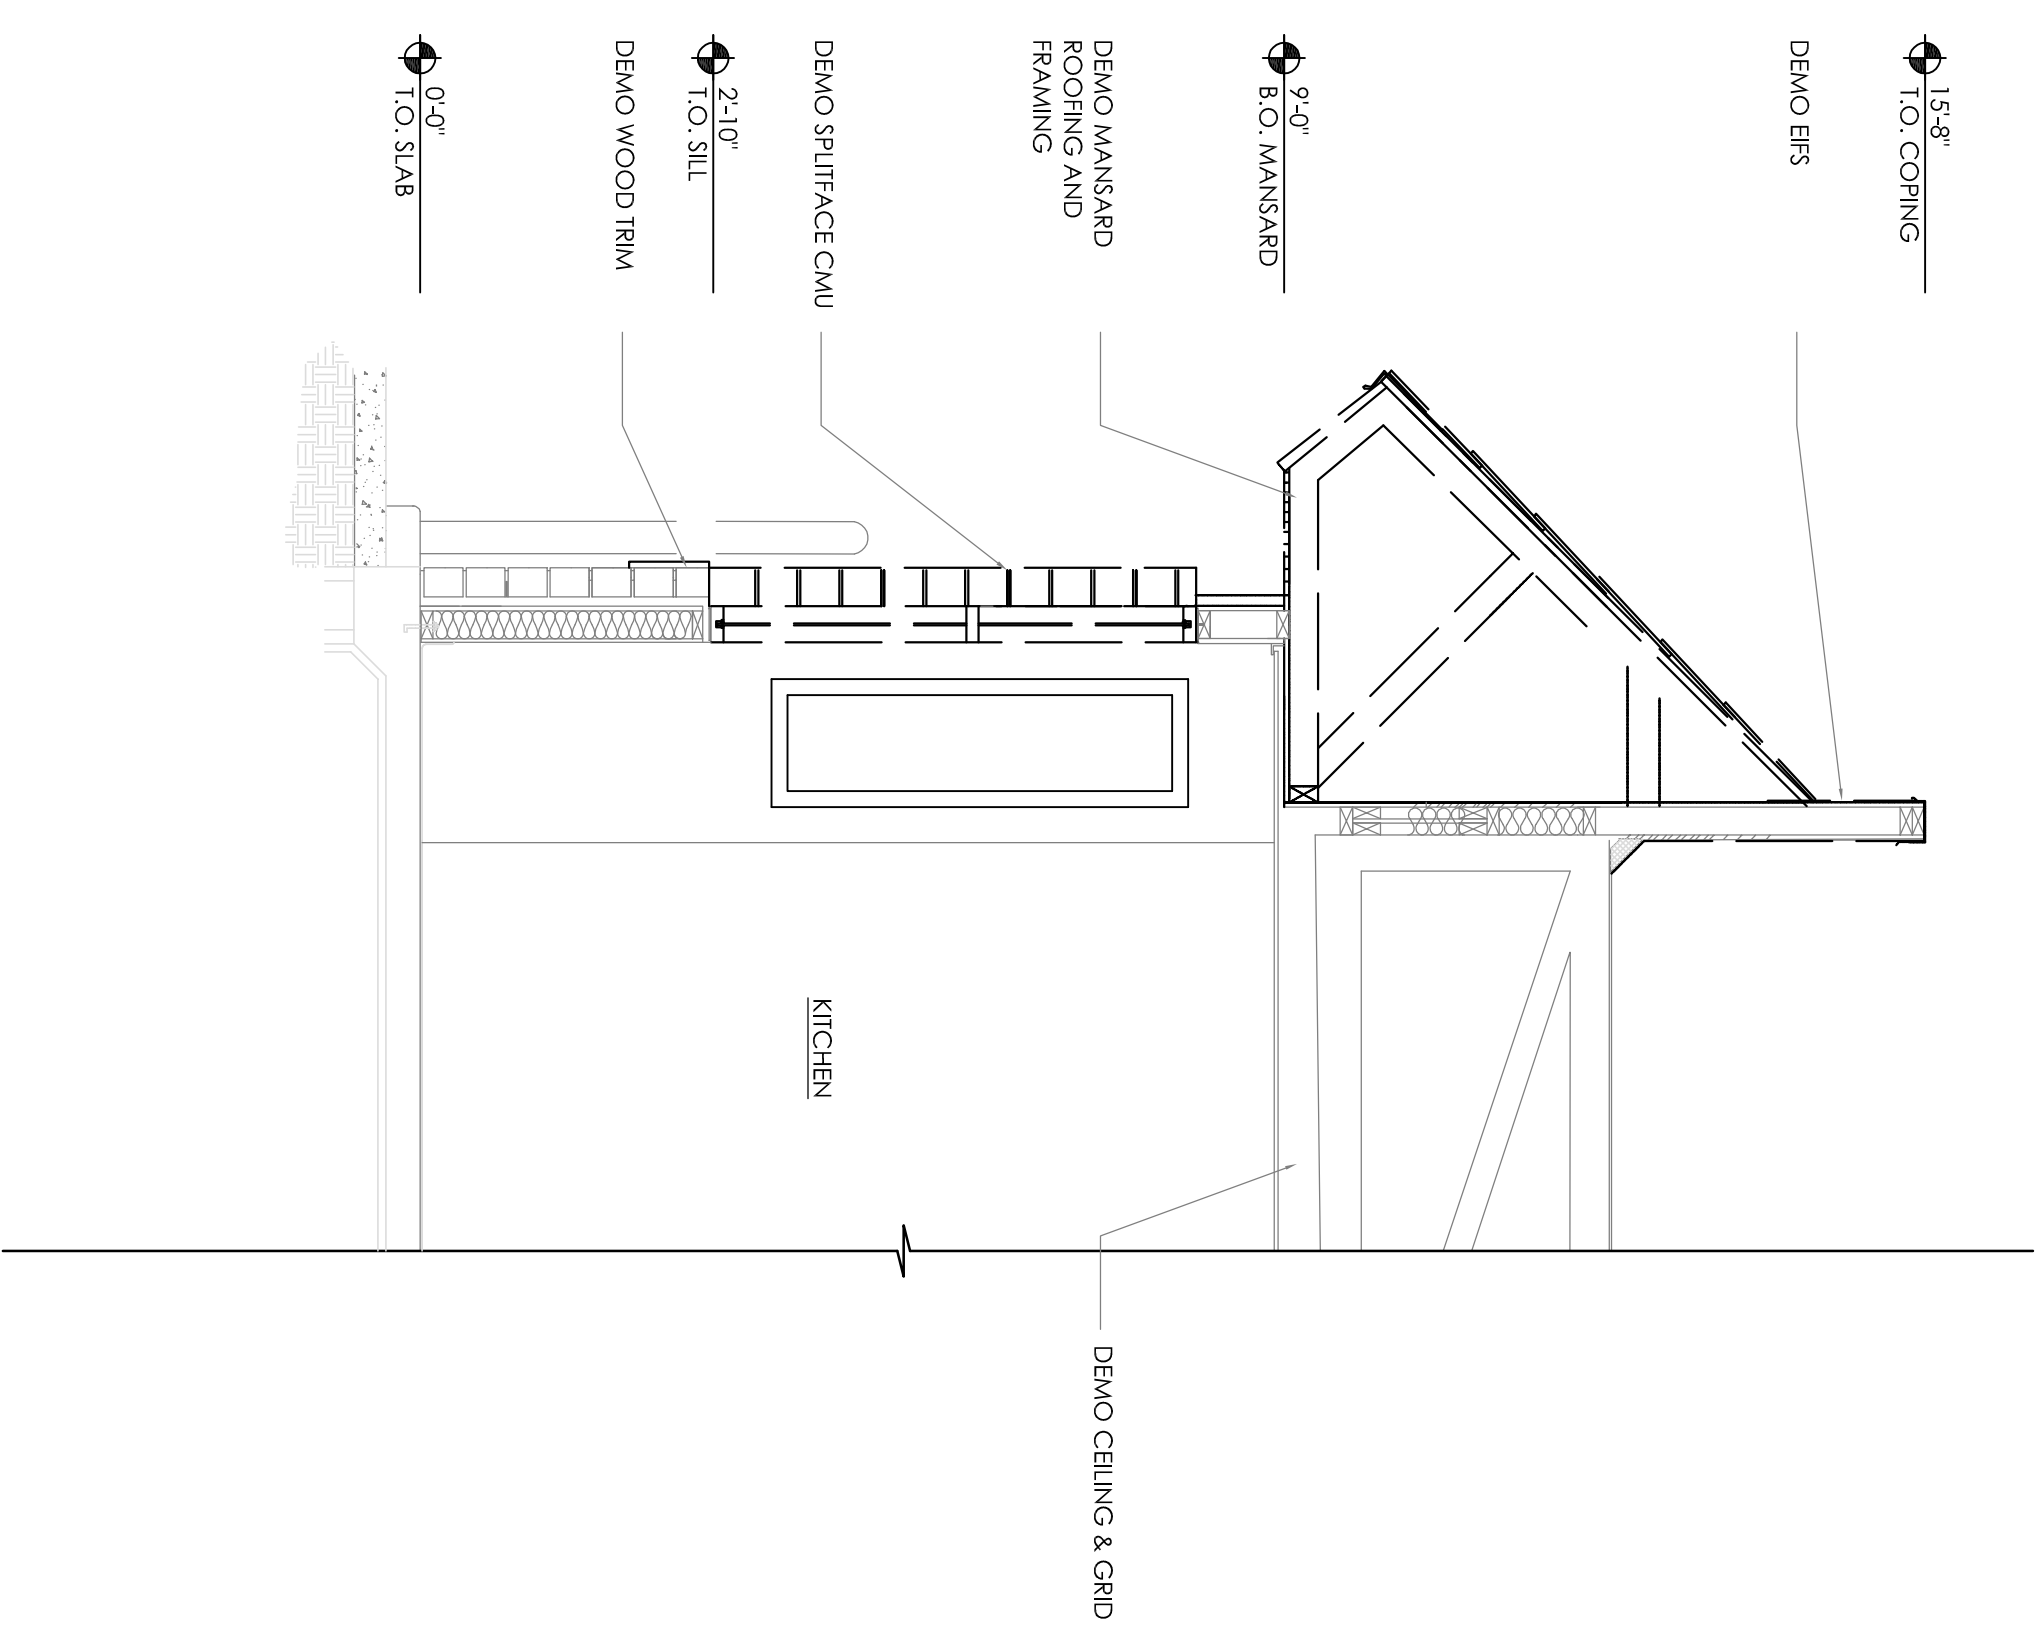 15'-8"
T.O. COPING
DEMO EIFS
9'-0"
B.O. MANSARD
DEMO MANSARD
ROOFING AND
FRAMING
DEMO SPLITFACE CMU
2'-10"
T.O. SILL
DEMO WOOD TRIM
0'-0"
T.O. SLAB
KITCHEN
DEMO CEILING & GRID